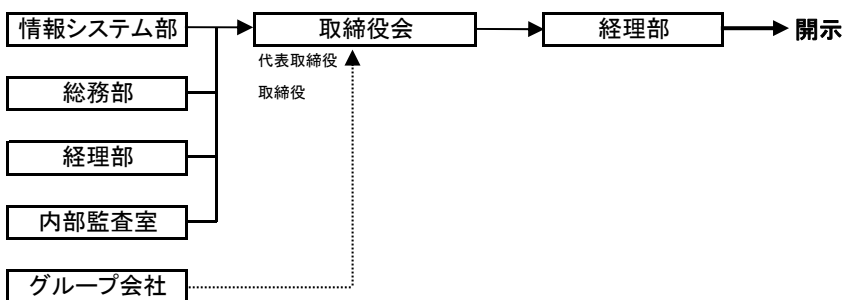 情報システム部
取締役会
経理部
開示
代表取締役
総務部
取締役
経理部
内部監査室
グループ会社